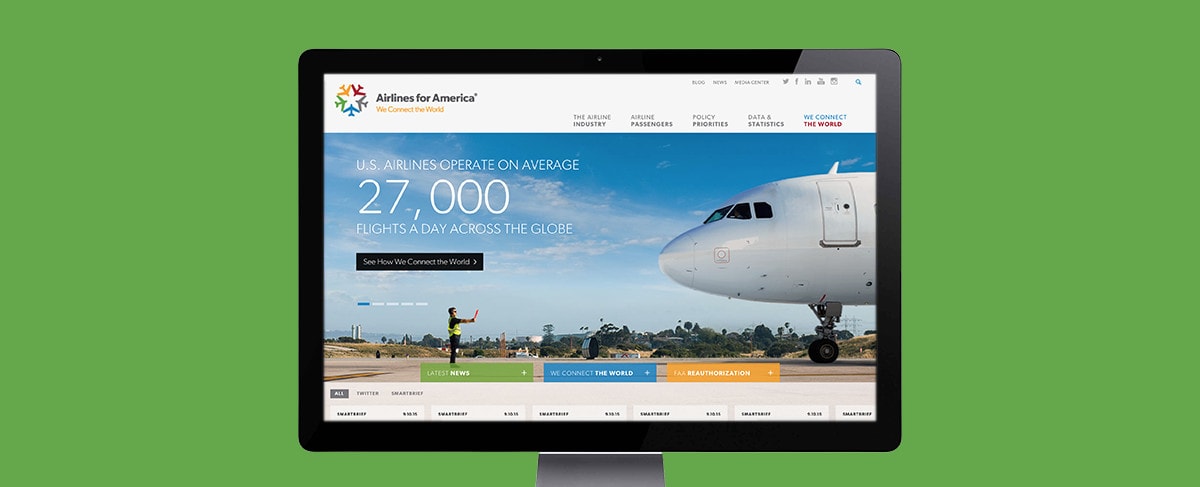 BLOG NEWS MEDIA CENTER
Airlines for America®
We Connect the World
THE AIRLINE INDUSTRY
AIRLINE PASSENGERS
POLICY PRIORITIES
DATA & STATISTICS
WE CONNECT THE WORLD
U.S. AIRLINES OPERATE ON AVERAGE
27,000
FLIGHTS A DAY ACROSS THE GLOBE
See How We Connect the World >
LATEST NEWS +
WE CONNECT THE WORLD +
FAA REAUTHORIZATION +
ALL TWITTER SMARTBRIEF
SMARTBRIEF 9.10.15
SMARTBRIEF 9.10.15
SMARTBRIEF 9.10.15
SMARTBRIEF 9.10.15
SMARTBRIEF 9.10.15
SMARTBRIEF